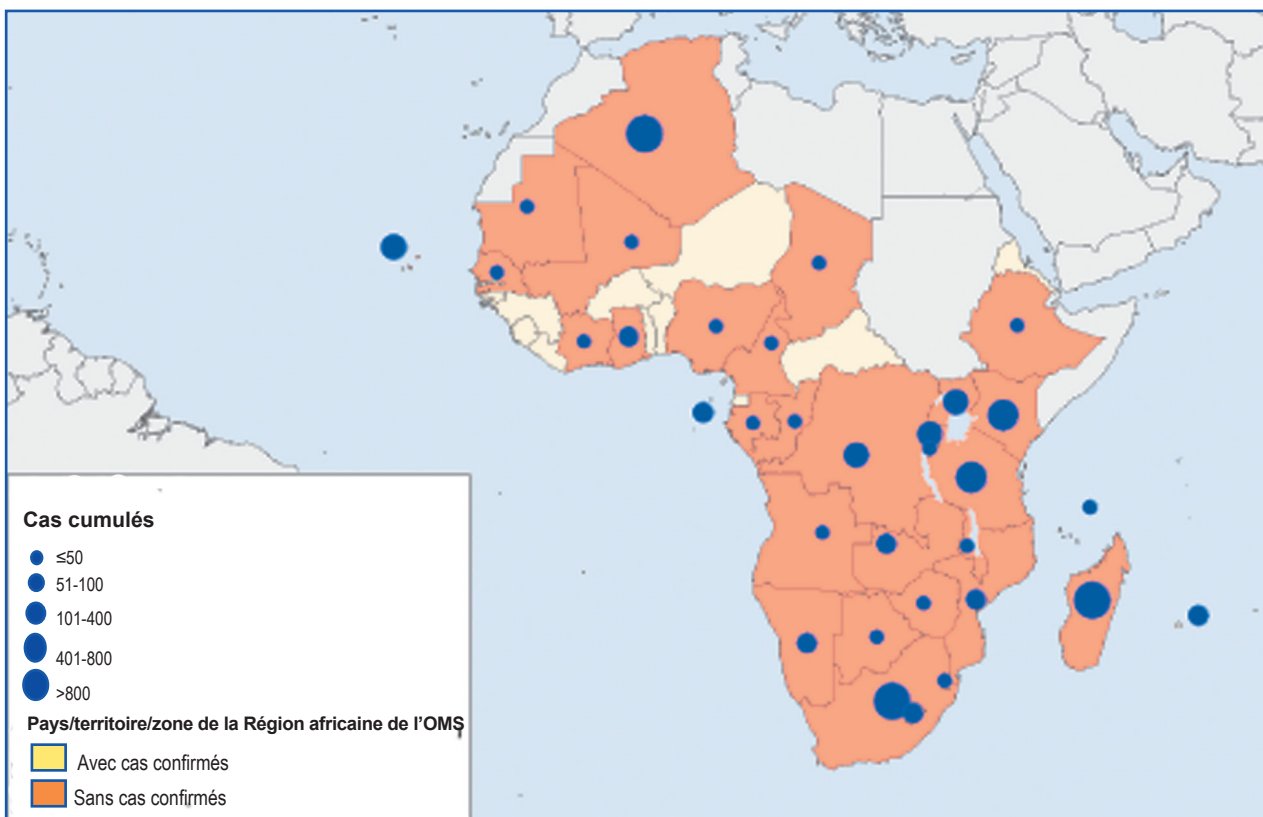 Cas cumulés
≤50
51-100
101-400
401-800
>800
Pays/territoire/zone de la Région africaine de l’OMS
Avec cas confirmés
Sans cas confirmés